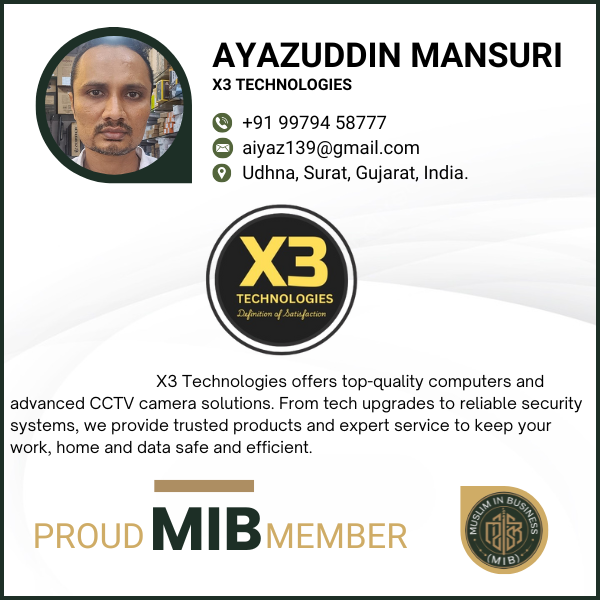 AYAZUDDIN MANSURI
X3 TECHNOLOGIES
+91 99794 58777
aiyaz139@gmail.com
Udhna, Surat, Gujarat, India.
X3
TECHNOLOGIES
Definition of Satisfaction
X3 Technologies offers top-quality computers and
advanced CCTV camera solutions. From tech upgrades to reliable security
systems, we provide trusted products and expert service to keep your
work, home and data safe and efficient.
PROUD MIB MEMBER
MUSLIM IN BUSINESS
(MIB)